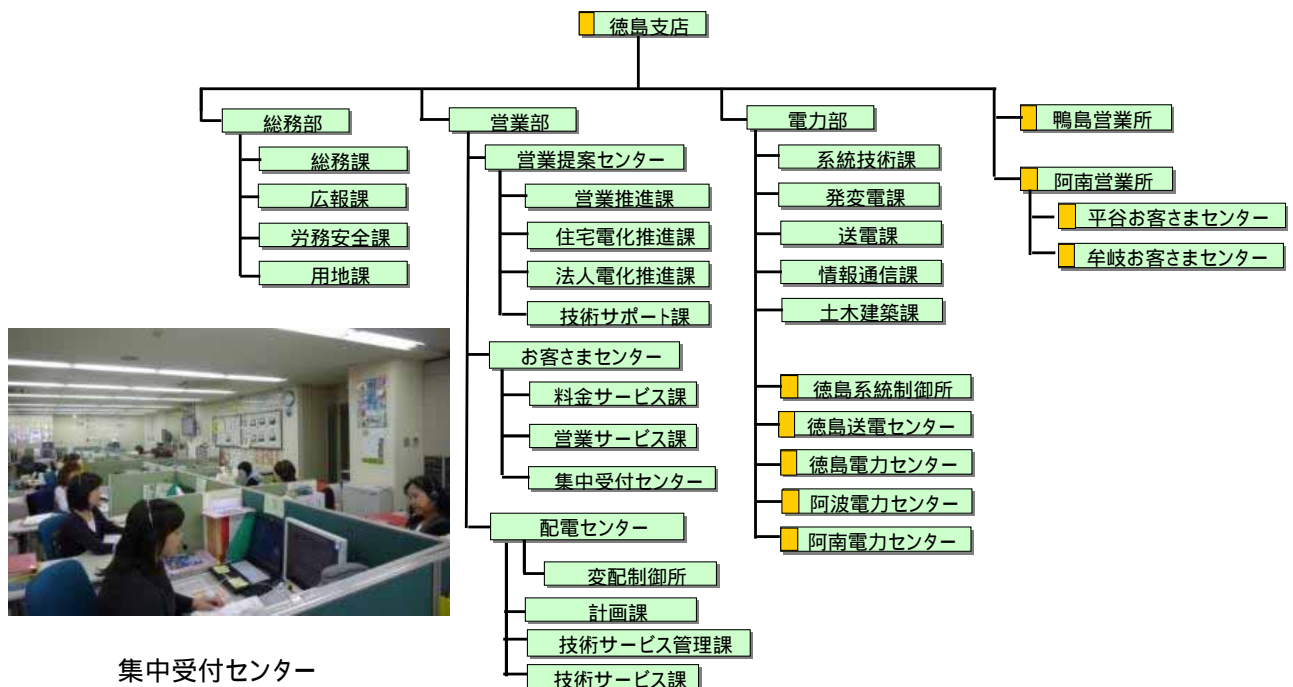 徳島支店
総務部
総務課
広報課
労務安全課
用地課
営業部
営業提案センター
営業推進課
住宅電化推進課
法人電化推進課
技術サポート課
お客さまセンター
料金サービス課
営業サービス課
集中受付センター
配電センター
変配制御所
計画課
技術サービス管理課
技術サービス課
電力部
系統技術課
発変電課
送電課
情報通信課
土木建築課
徳島系統制御所
徳島送電センター
徳島電力センター
阿波電力センター
阿南電力センター
鴨島営業所
阿南営業所
平谷お客さまセンター
牟岐お客さまセンター
集中受付センター